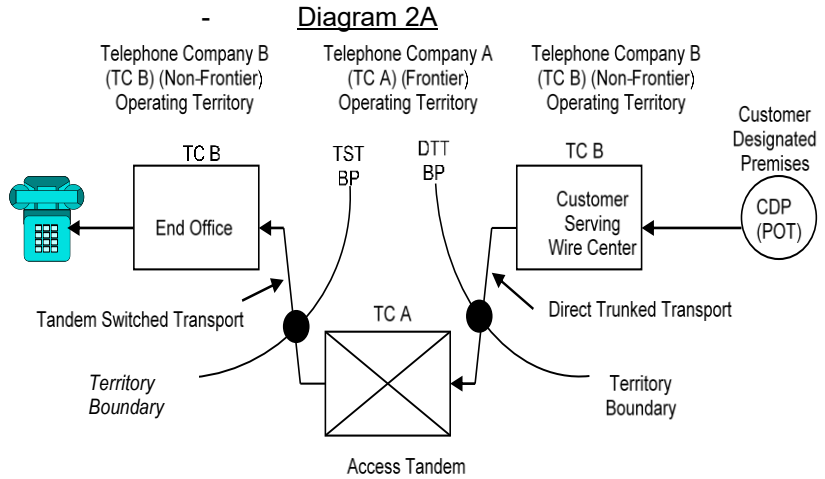 -
Diagram 2A
Telephone Company B
(TC B) (Non-Frontier)
Operating Territory
Telephone Company A
(TC A) (Frontier)
Operating Territory
Telephone Company B
(TC B) (Non-Frontier)
Operating Territory
Customer
Designated
Premises
TC B
TST
BP
DTT
BP
TC B
End Office
Customer
Serving
Wire Center
CDP
(POT)
Tandem Switched Transport
TC A
Direct Trunked Transport
Territory
Boundary
Territory
Boundary
Access Tandem